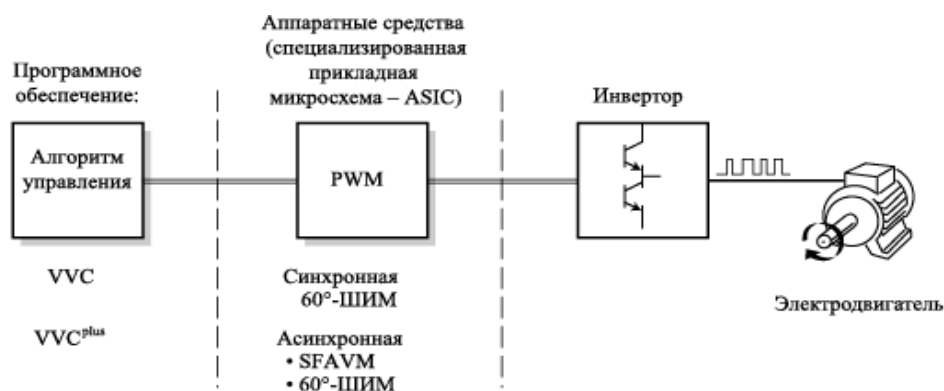 Аппаратные средства
(специализированная
прикладная
микросхема – ASIC)
Программное
обеспечение:
Инвертор
Алгоритм
управления
PWM
VVC
Синхронная
60°-ШИМ
Электродвигатель
VVCplus
Асинхронная
• SFAVM
• 60°-ШИМ